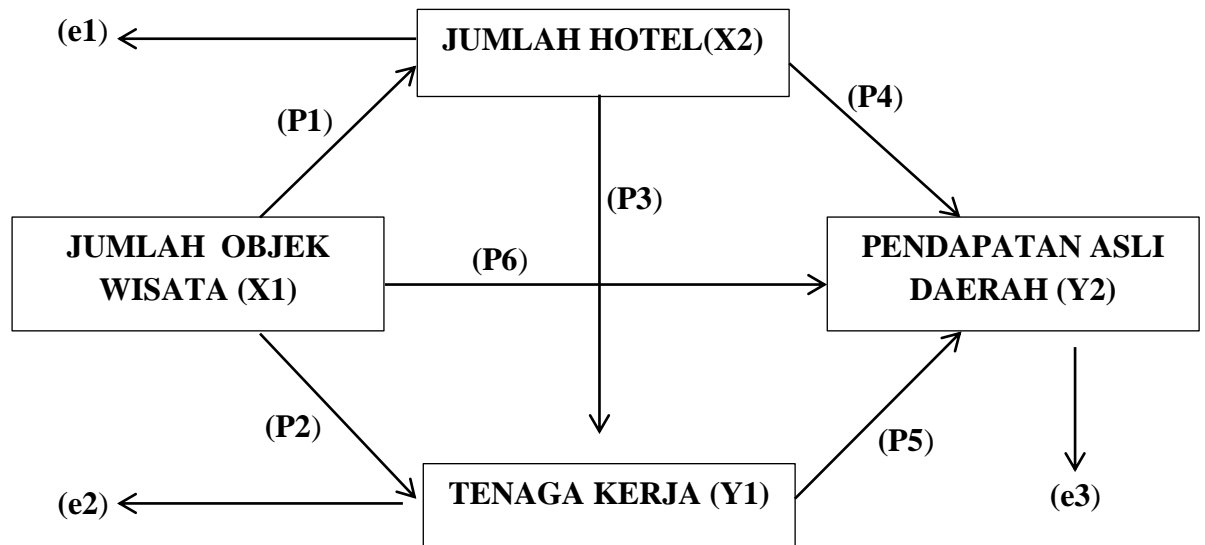 (e1)
JUMLAH HOTEL(X2)
(P1)
(P4)
(P3)
JUMLAH OBJEK
WISATA (X1)
(P6)
PENDAPATAN ASLI
DAERAH (Y2)
(P2)
(P5)
(e2)
TENAGA KERJA (Y1)
(e3)